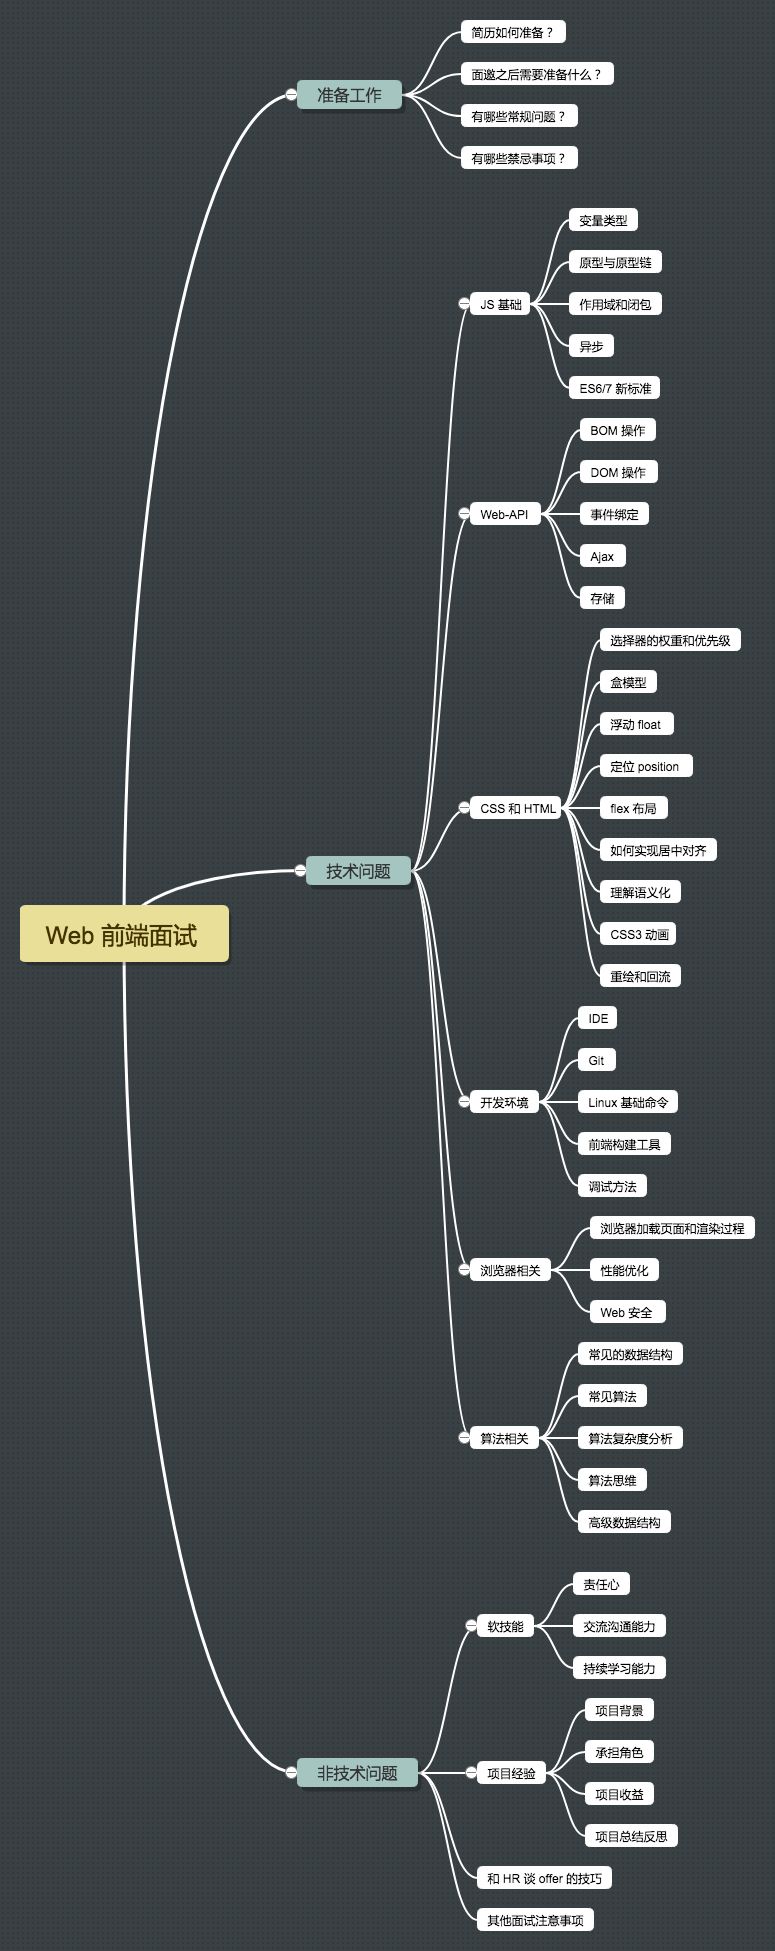 简历如何准备？
面邀之后需要准备什么？
准备工作
有哪些常规问题？
有哪些禁忌事项？
变量类型
原型与原型链
JS 基础
作用域和闭包
异步
ES6/7 新标准
BOM 操作
DOM 操作
Web-API
事件绑定
Ajax
存储
选择器的权重和优先级
盒模型
浮动 float
定位 position
CSS 和 HTML
flex 布局
如何实现居中对齐
技术问题
理解语义化
Web 前端面试
CSS3 动画
重绘和回流
IDE
Git
开发环境
Linux 基础命令
前端构建工具
调试方法
浏览器加载页面和渲染过程
浏览器相关
性能优化
Web 安全
常见的数据结构
常见算法
算法相关
算法复杂度分析
算法思维
高级数据结构
责任心
软技能
交流沟通能力
持续学习能力
项目背景
承担角色
非技术问题
项目经验
项目收益
项目总结反思
和 HR 谈 offer 的技巧
其他面试注意事项